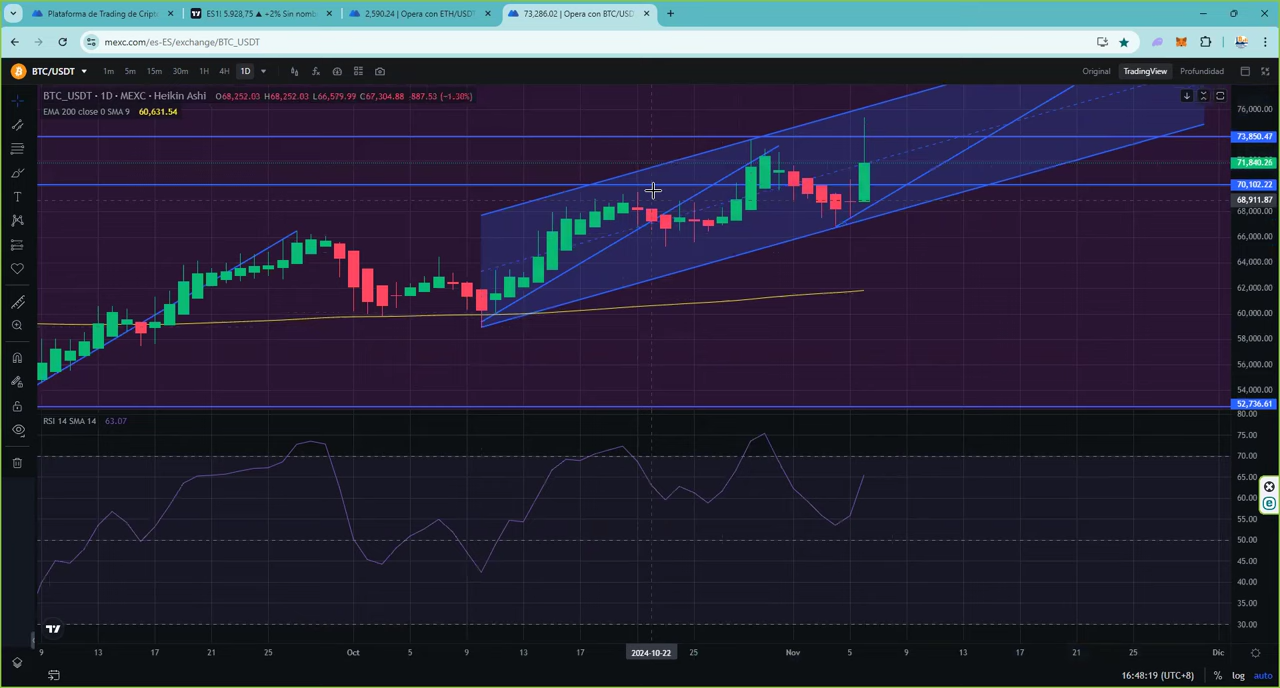 Plataforma de Trading de Cripto
ES1! 5.928,75 ▲ +2% Sin nomb
2,590.24 | Opera con ETH/USDT
73,286.02 | Opera con BTC/USD
mexc.com/es-ES/exchange/BTC_USDT
BTC/USDT 1m 5m 15m 30m 1H 4H 1D Original TradingView Profundidad
BTC_USDT · 1D · MEXC · Heikin Ashi O68,252.03 H68,252.03 L66,579.99 C67,304.88 -887.53 (-1.30%)
EMA 200 close 0 SMA 9 60,631.54
76,000.00
73,850.47
71,840.26
70,102.22
68,911.87
68,000.00
66,000.00
64,000.00
62,000.00
60,000.00
58,000.00
56,000.00
54,000.00
52,736.61
RSI 14 SMA 14 63.07
80.00
75.00
70.00
65.00
60.00
55.00
50.00
45.00
40.00
35.00
30.00
9 13 17 21 25 Oct 5 9 13 17 2024-10-22 25 Nov 5 9 13 17 21 25 Dic
16:48:19 (UTC+8) % log auto